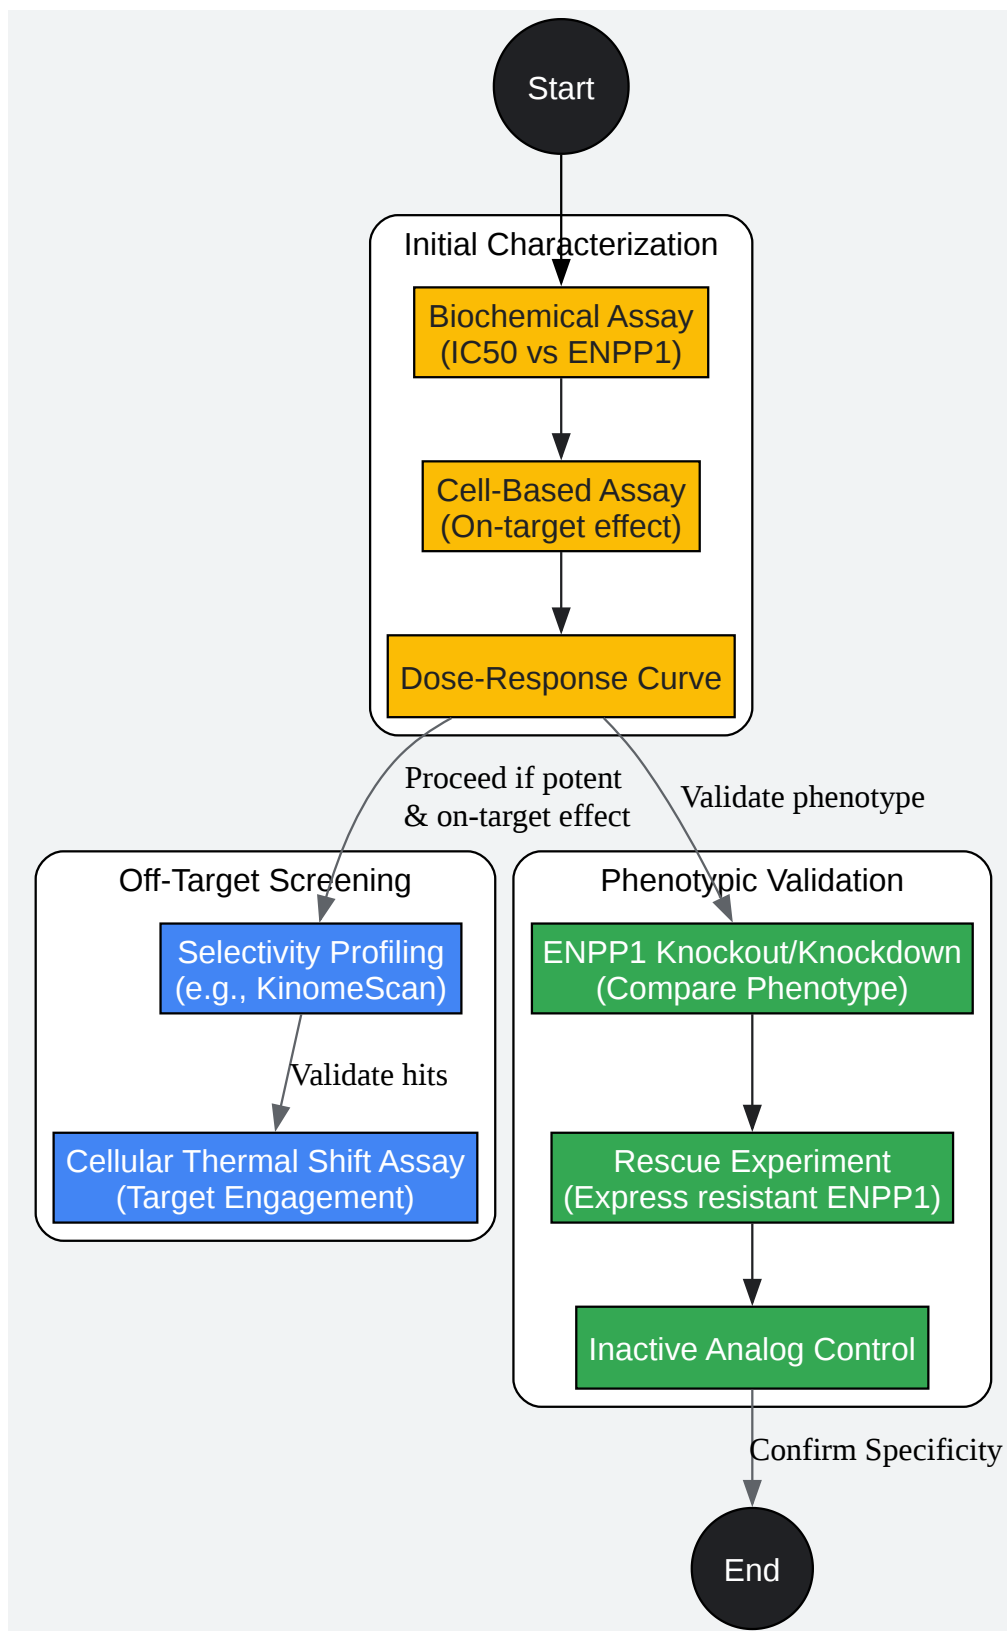 Start
Initial Characterization
Biochemical Assay
(IC50 vs ENPP1)
Cell-Based Assay
(On-target effect)
Dose-Response Curve
Proceed if potent
& on-target effect
Validate phenotype
Off-Target Screening
Selectivity Profiling
(e.g., KinomeScan)
Validate hits
Cellular Thermal Shift Assay
(Target Engagement)
Phenotypic Validation
ENPP1 Knockout/Knockdown
(Compare Phenotype)
Rescue Experiment
(Express resistant ENPP1)
Inactive Analog Control
Confirm Specificity
End